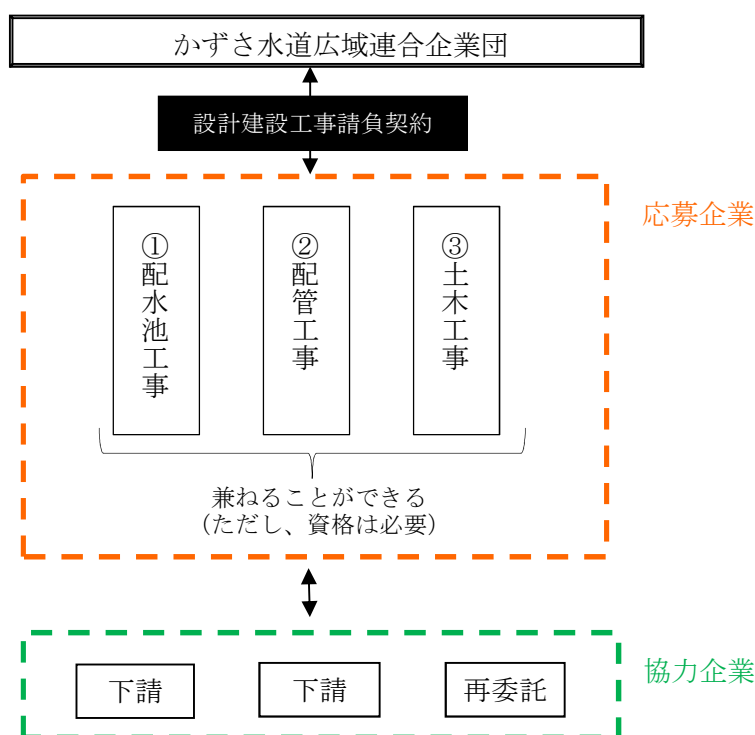 かずさ水道広域連合企業団
設計建設工事請負契約
応募企業
①配水池工事
②配管工事
③土木工事
兼ねることができる
（ただし、資格は必要）
協力企業
下請
下請
再委託